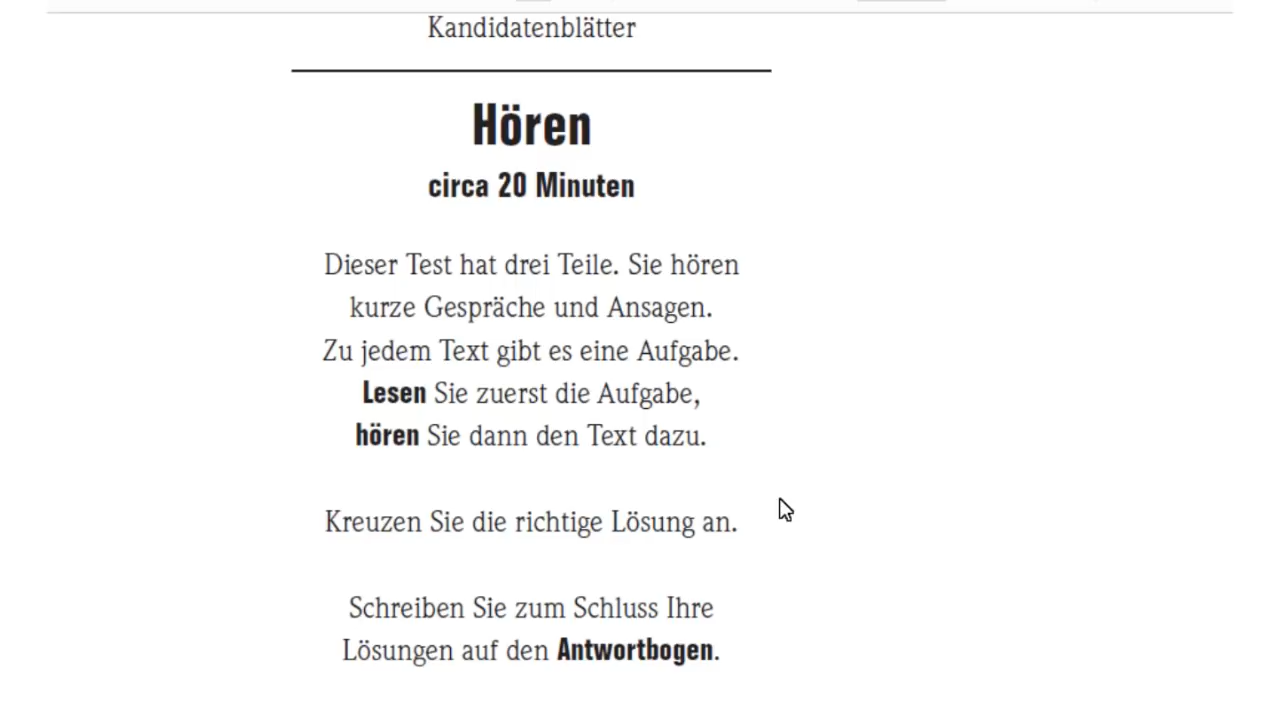 Kandidatenblätter
Hören
circa 20 Minuten
Dieser Test hat drei Teile. Sie hören
kurze Gespräche und Ansagen.
Zu jedem Text gibt es eine Aufgabe.
Lesen Sie zuerst die Aufgabe,
hören Sie dann den Text dazu.
Kreuzen Sie die richtige Lösung an.
Schreiben Sie zum Schluss Ihre
Lösungen auf den Antwortbogen.